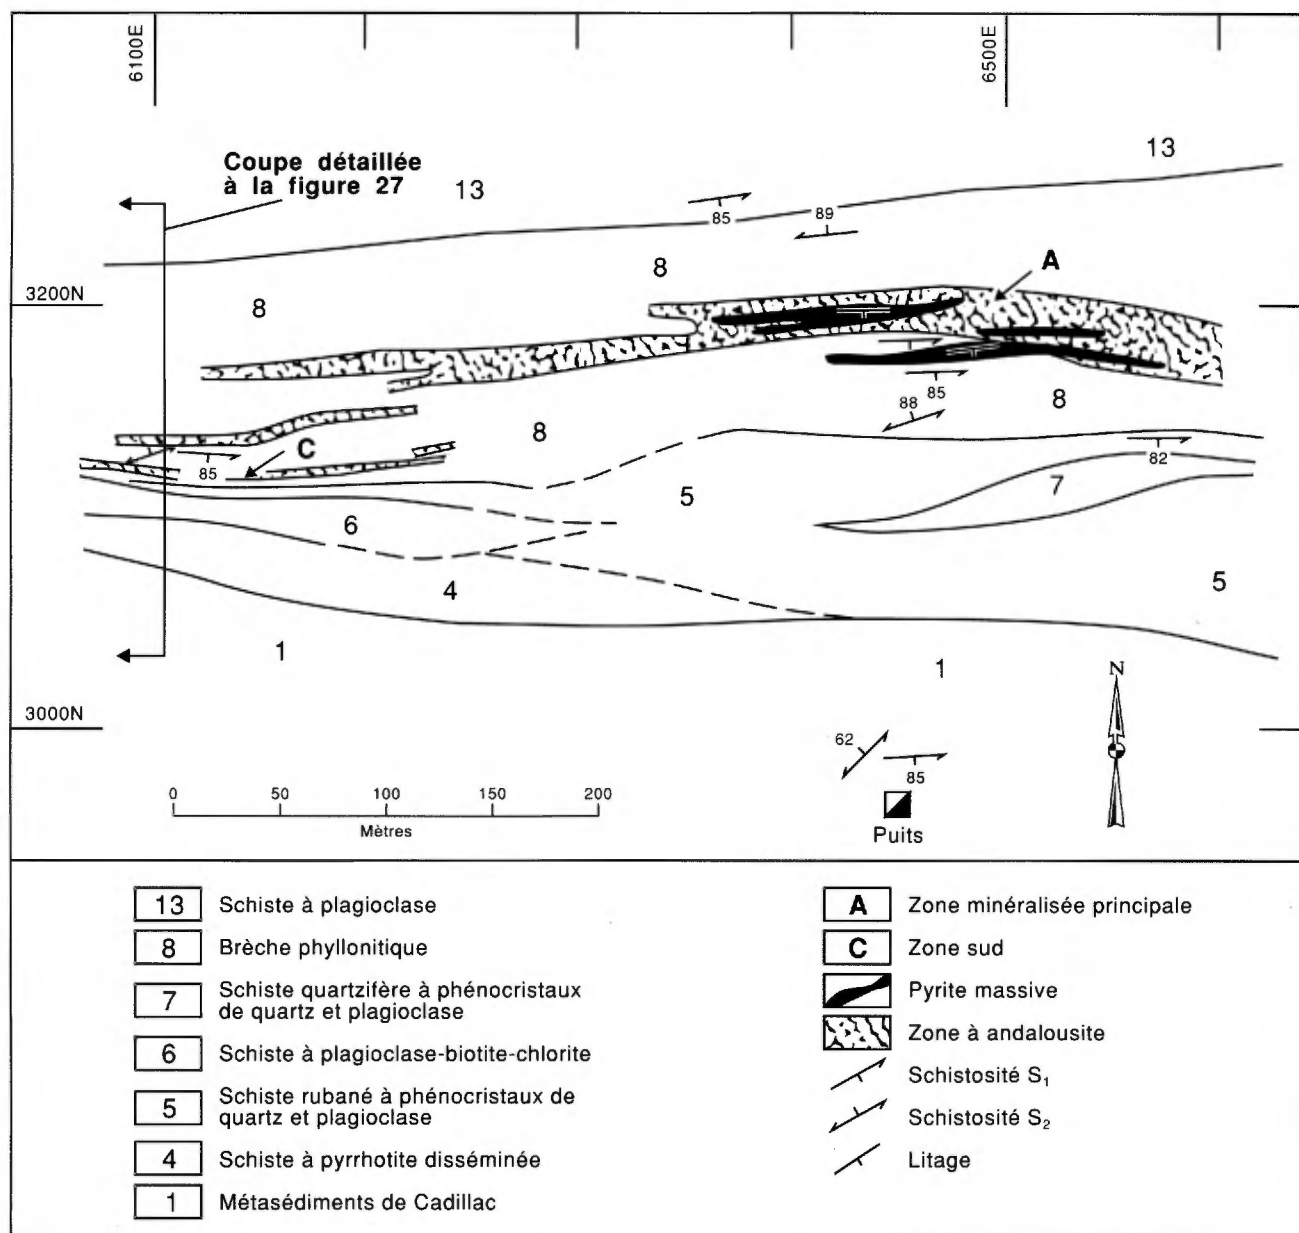 6100E
6500E
Coupe détaillée
à la figure 27
13
13
85
89
8
8
A
3200N
85
88
8
8
82
C
85
7
5
6
5
4
1
1
N
3000N
62
85
0 50 100 150 200
Mètres
Puits
13 Schiste à plagioclase
8 Brèche phyllonitique
7 Schiste quartzifère à phénocristaux
de quartz et plagioclase
6 Schiste à plagioclase-biotite-chlorite
5 Schiste rubané à phénocristaux de
quartz et plagioclase
4 Schiste à pyrrhotite disséminée
1 Métasédiments de Cadillac
A Zone minéralisée principale
C Zone sud
Pyrite massive
Zone à andalousite
Schistosité S₁
Schistosité S₂
Litage